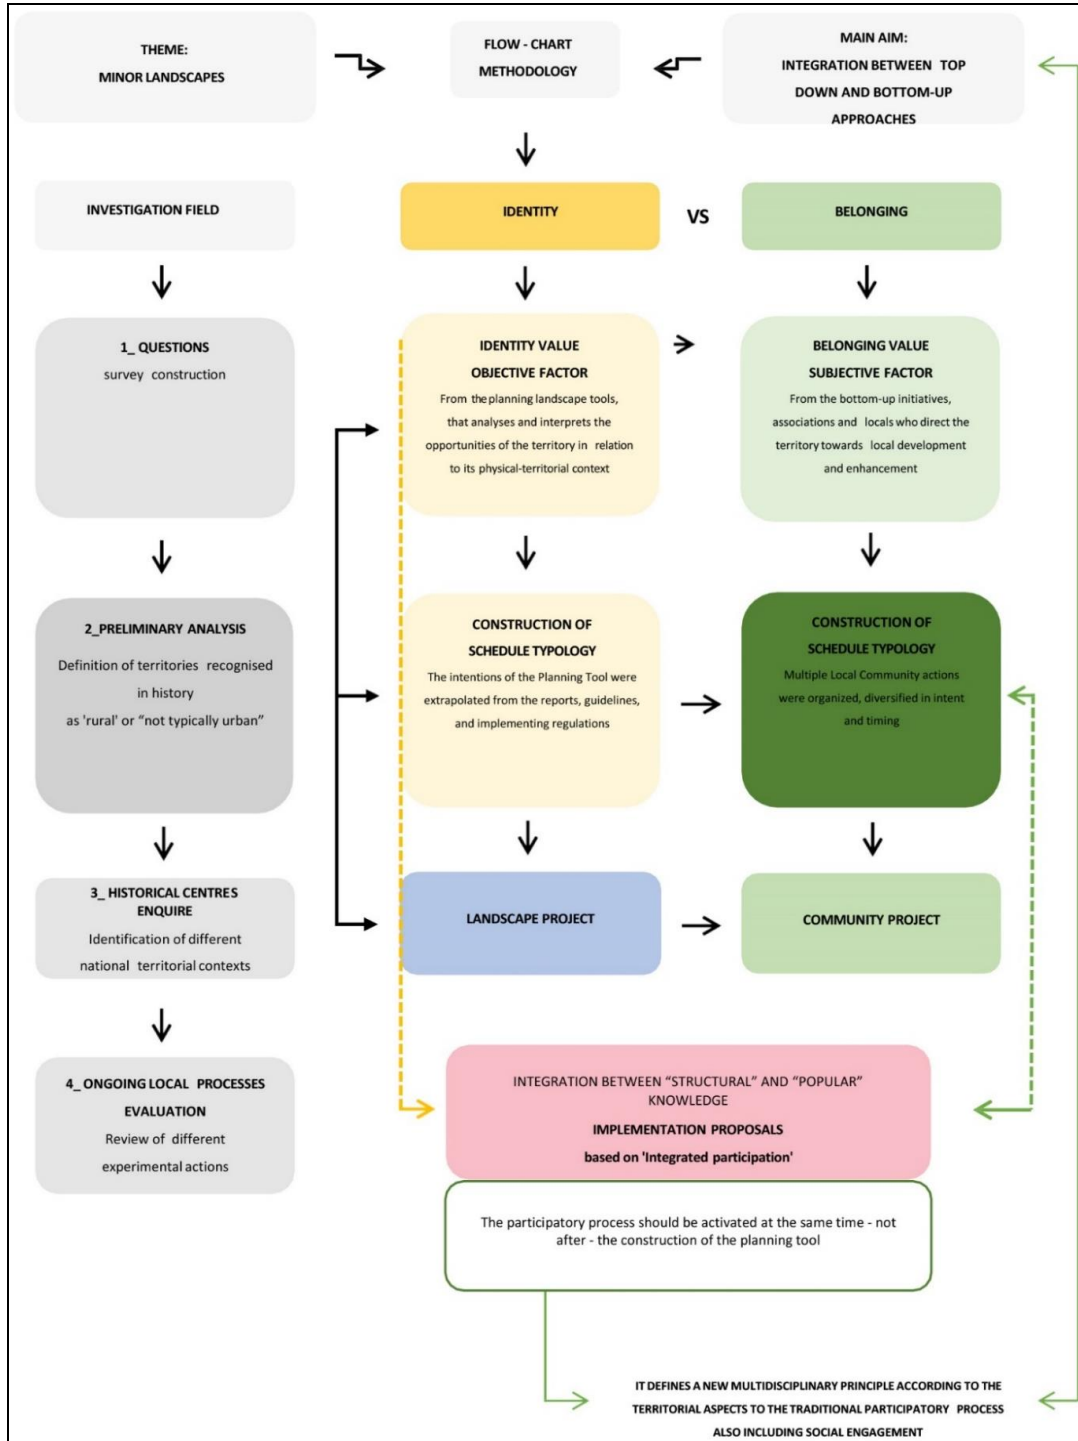 THEME:
MINOR LANDSCAPES
FLOW - CHART
METHODOLOGY
MAIN AIM:
INTEGRATION BETWEEN TOP
DOWN AND BOTTOM-UP
APPROACHES
INVESTIGATION FIELD
IDENTITY
VS
BELONGING
1_ QUESTIONS
survey construction
IDENTITY VALUE
OBJECTIVE FACTOR
From the planning landscape tools,
that analyses and interprets the
opportunities of the territory in relation
to its physical-territorial context
BELONGING VALUE
SUBJECTIVE FACTOR
From the bottom-up initiatives,
associations and locals who direct the
territory towards local development
and enhancement
2_PRELIMINARY ANALYSIS
Definition of territories recognised
in history
as 'rural' or “not typically urban”
CONSTRUCTION OF
SCHEDULE TYPOLOGY
The intentions of the Planning Tool were
extrapolated from the reports, guidelines,
and implementing regulations
CONSTRUCTION OF
SCHEDULE TYPOLOGY
Multiple Local Community actions
were organized, diversified in intent
and timing
3_ HISTORICAL CENTRES
ENQUIRE
Identification of different
national territorial contexts
LANDSCAPE PROJECT
COMMUNITY PROJECT
4_ ONGOING LOCAL PROCESSES
EVALUATION
Review of different
experimental actions
INTEGRATION BETWEEN “STRUCTURAL” AND “POPULAR”
KNOWLEDGE
IMPLEMENTATION PROPOSALS
based on 'Integrated participation'
The participatory process should be activated at the same time - not
after - the construction of the planning tool
IT DEFINES A NEW MULTIDISCIPLINARY PRINCIPLE ACCORDING TO THE
TERRITORIAL ASPECTS TO THE TRADITIONAL PARTICIPATORY PROCESS
ALSO INCLUDING SOCIAL ENGAGEMENT